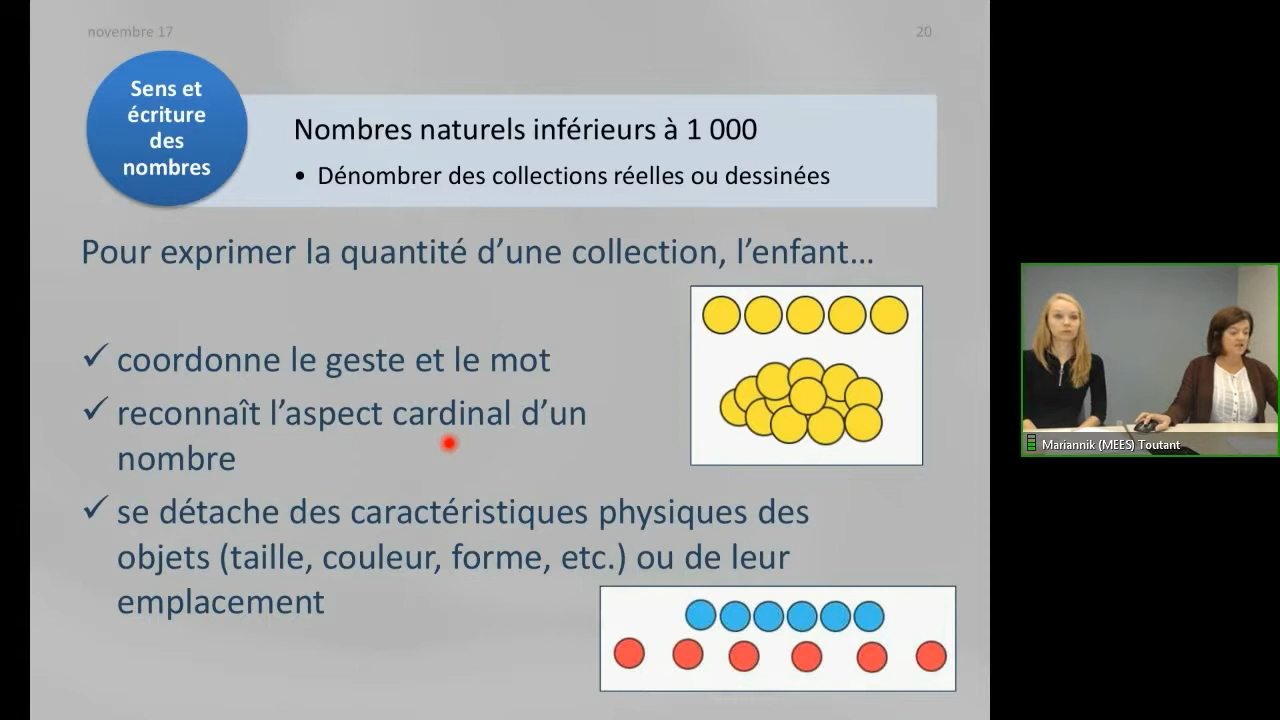 novembre 17
20
Sens et
écriture
des
nombres
Nombres naturels inférieurs à 1 000
• Dénombrer des collections réelles ou dessinées
Pour exprimer la quantité d’une collection, l’enfant…
✓ coordonne le geste et le mot
✓ reconnaît l’aspect cardinal d’un
nombre
✓ se détache des caractéristiques physiques des
objets (taille, couleur, forme, etc.) ou de leur
emplacement
Mariannik (MEES) Toutant